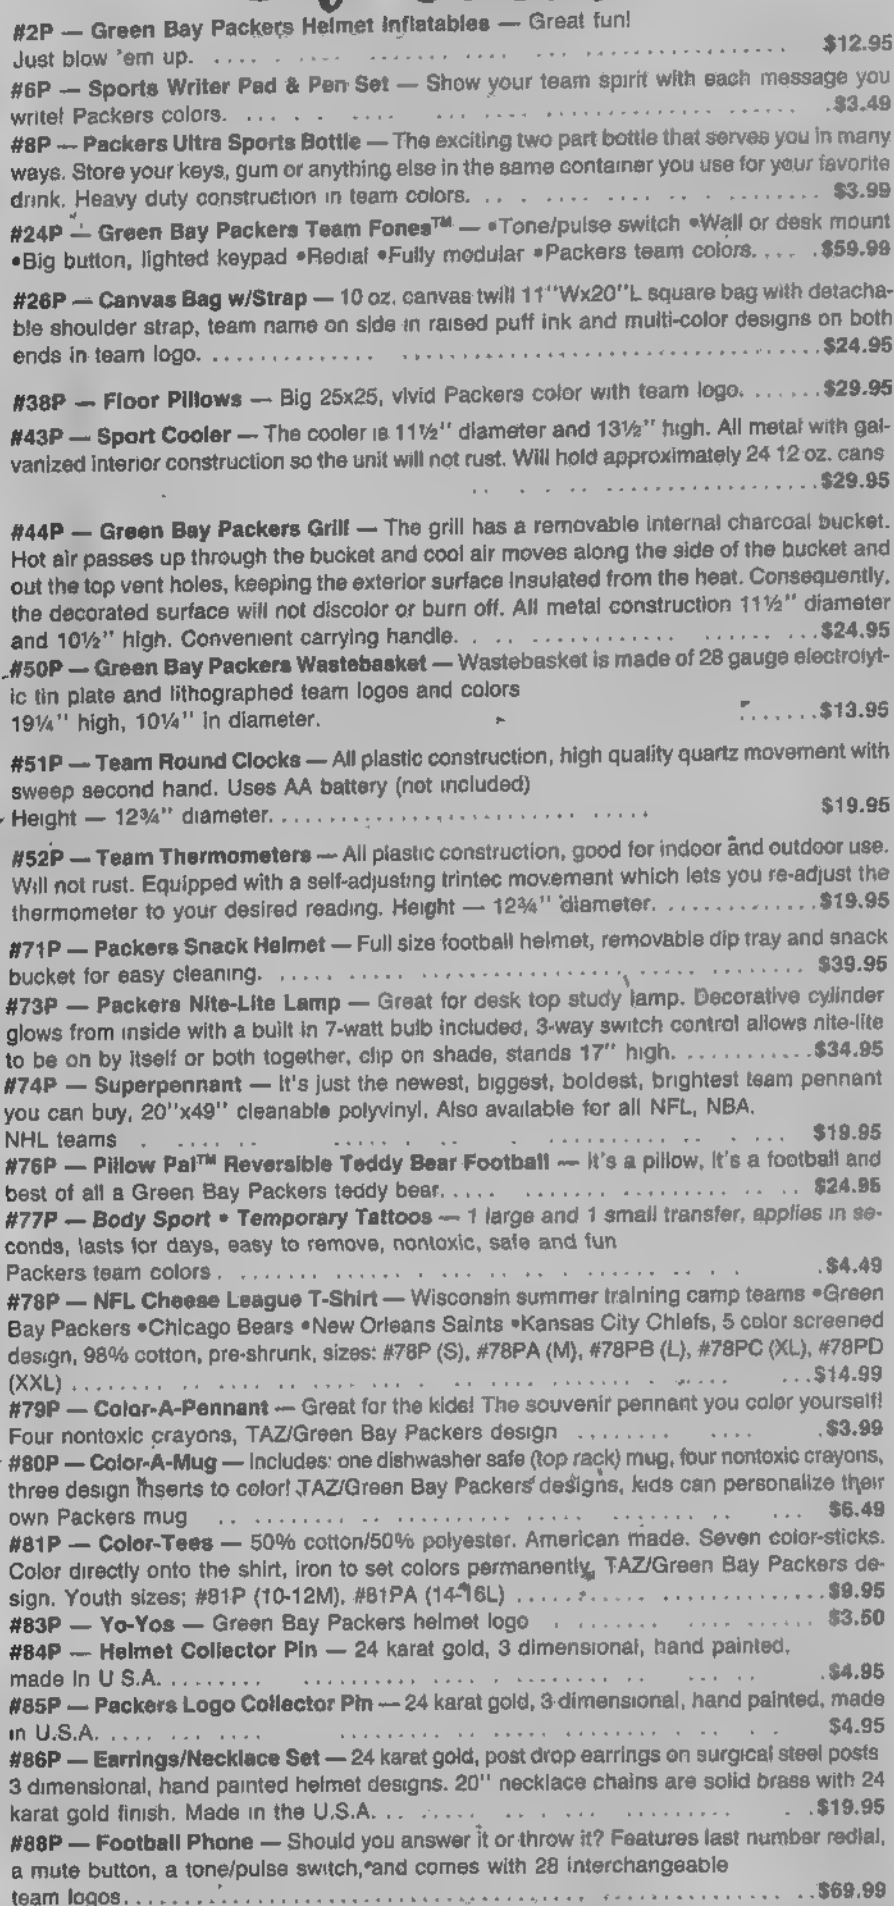 #2P — Green Bay Packers Helmet Inflatables — Great fun!
Just blow 'em up. .... $12.95
#6P — Sports Writer Pad & Pen Set — Show your team spirit with each message you
write! Packers colors. .... $3.49
#8P — Packers Ultra Sports Bottle — The exciting two part bottle that serves you in many
ways. Store your keys, gum or anything else in the same container you use for your favorite
drink. Heavy duty construction in team colors. .... $3.99
#24P — Green Bay Packers Team Fones™ — •Tone/pulse switch •Wall or desk mount
•Big button, lighted keypad •Redial •Fully modular •Packers team colors. .... $59.99
#26P — Canvas Bag w/Strap — 10 oz. canvas twill 11"Wx20"L square bag with detacha-
ble shoulder strap, team name on side in raised puff ink and multi-color designs on both
ends in team logo. .... $24.95
#38P — Floor Pillows — Big 25x25, vivid Packers color with team logo. .... $29.95
#43P — Sport Cooler — The cooler is 11½" diameter and 13½" high. All metal with gal-
vanized interior construction so the unit will not rust. Will hold approximately 24 12 oz. cans
.... $29.95
#44P — Green Bay Packers Grill — The grill has a removable internal charcoal bucket.
Hot air passes up through the bucket and cool air moves along the side of the bucket and
out the top vent holes, keeping the exterior surface insulated from the heat. Consequently,
the decorated surface will not discolor or burn off. All metal construction 11½" diameter
and 10½" high. Convenient carrying handle. .... $24.95
#50P — Green Bay Packers Wastebasket — Wastebasket is made of 28 gauge electrolyt-
ic tin plate and lithographed team logos and colors
19¼" high, 10¼" in diameter. .... $13.95
#51P — Team Round Clocks — All plastic construction, high quality quartz movement with
sweep second hand. Uses AA battery (not included)
Height — 12¾" diameter. .... $19.95
#52P — Team Thermometers — All plastic construction, good for indoor and outdoor use.
Will not rust. Equipped with a self-adjusting trintec movement which lets you re-adjust the
thermometer to your desired reading. Height — 12¾" diameter. .... $19.95
#71P — Packers Snack Helmet — Full size football helmet, removable dip tray and snack
bucket for easy cleaning. .... $39.95
#73P — Packers Nite-Lite Lamp — Great for desk top study lamp. Decorative cylinder
glows from inside with a built in 7-watt bulb included, 3-way switch control allows nite-lite
to be on by itself or both together, clip on shade, stands 17" high. .... $34.95
#74P — Superpennant — It's just the newest, biggest, boldest, brightest team pennant
you can buy, 20"x49" cleanable polyvinyl, Also available for all NFL, NBA.
NHL teams .... $19.95
#76P — Pillow Pal™ Reversible Teddy Bear Football — It's a pillow, it's a football and
best of all a Green Bay Packers teddy bear. .... $24.95
#77P — Body Sport • Temporary Tattoos — 1 large and 1 small transfer, applies in se-
conds, lasts for days, easy to remove, nontoxic, safe and fun
Packers team colors .... $4.49
#78P — NFL Cheese League T-Shirt — Wisconsin summer training camp teams •Green
Bay Packers •Chicago Bears •New Orleans Saints •Kansas City Chiefs, 5 color screened
design, 98% cotton, pre-shrunk, sizes: #78P (S), #78PA (M), #78PB (L), #78PC (XL), #78PD
(XXL) .... $14.99
#79P — Color-A-Pennant — Great for the kids! The souvenir pennant you color yourself!
Four nontoxic crayons, TAZ/Green Bay Packers design .... $3.99
#80P — Color-A-Mug — Includes: one dishwasher safe (top rack) mug, four nontoxic crayons,
three design inserts to color! TAZ/Green Bay Packers designs, kids can personalize their
own Packers mug .... $6.49
#81P — Color-Tees — 50% cotton/50% polyester. American made. Seven color-sticks.
Color directly onto the shirt, iron to set colors permanently, TAZ/Green Bay Packers de-
sign. Youth sizes; #81P (10-12M), #81PA (14-16L) .... $9.95
#83P — Yo-Yos — Green Bay Packers helmet logo .... $3.50
#84P — Helmet Collector Pin — 24 karat gold, 3 dimensional, hand painted,
made in U S.A. .... $4.95
#85P — Packers Logo Collector Pin — 24 karat gold, 3-dimensional, hand painted, made
in U.S.A. .... $4.95
#86P — Earrings/Necklace Set — 24 karat gold, post drop earrings on surgical steel posts
3 dimensional, hand painted helmet designs. 20" necklace chains are solid brass with 24
karat gold finish. Made in the U.S.A. .... $19.95
#88P — Football Phone — Should you answer it or throw it? Features last number redial,
a mute button, a tone/pulse switch, and comes with 28 interchangeable
team logos. .... $69.99